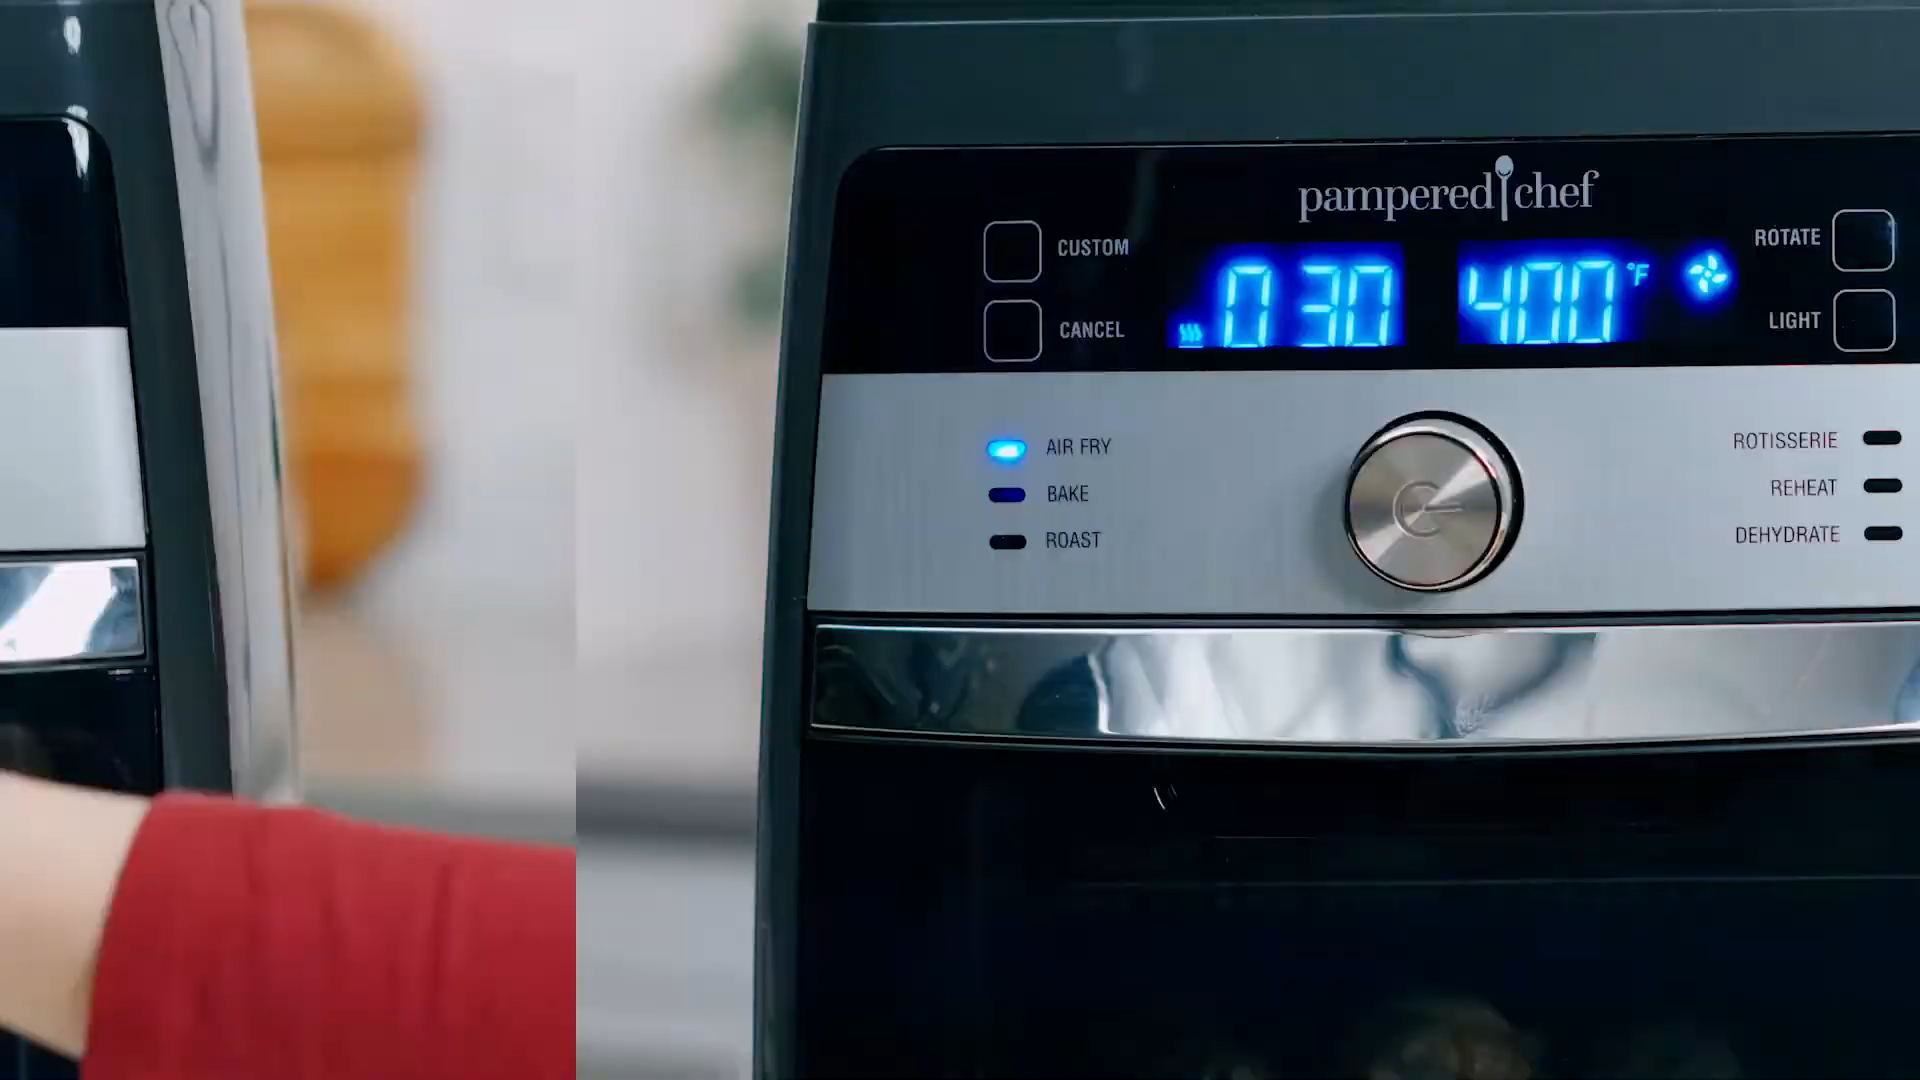 pampered chef
CUSTOM
0 30
400 °F
ROTATE
CANCEL
LIGHT
AIR FRY
BAKE
ROAST
ROTISSERIE
REHEAT
DEHYDRATE